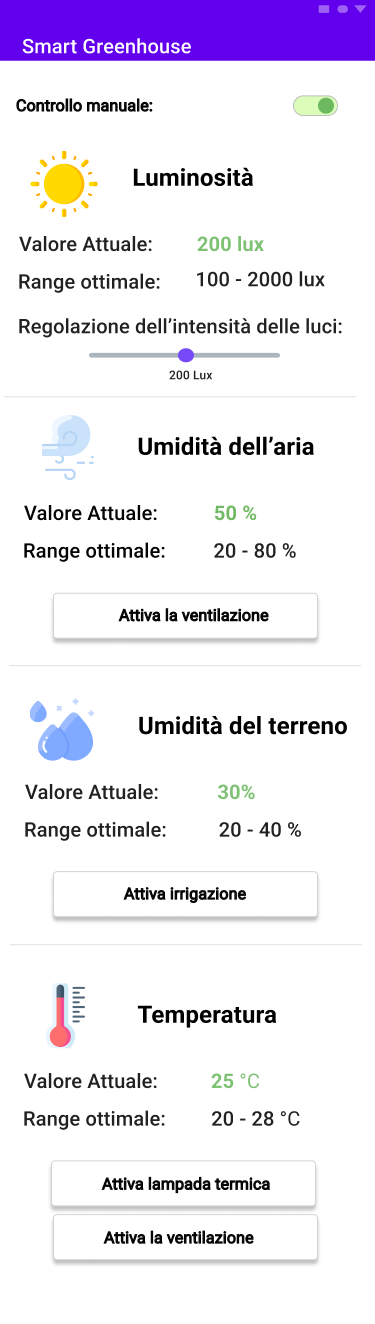 Smart Greenhouse
Controllo manuale:
Luminosità
Valore Attuale: 200 lux
Range ottimale: 100 - 2000 lux
Regolazione dell’intensità delle luci:
200 Lux
Umidità dell’aria
Valore Attuale: 50 %
Range ottimale: 20 - 80 %
Attiva la ventilazione
Umidità del terreno
Valore Attuale: 30%
Range ottimale: 20 - 40 %
Attiva irrigazione
Temperatura
Valore Attuale: 25 °C
Range ottimale: 20 - 28 °C
Attiva lampada termica
Attiva la ventilazione